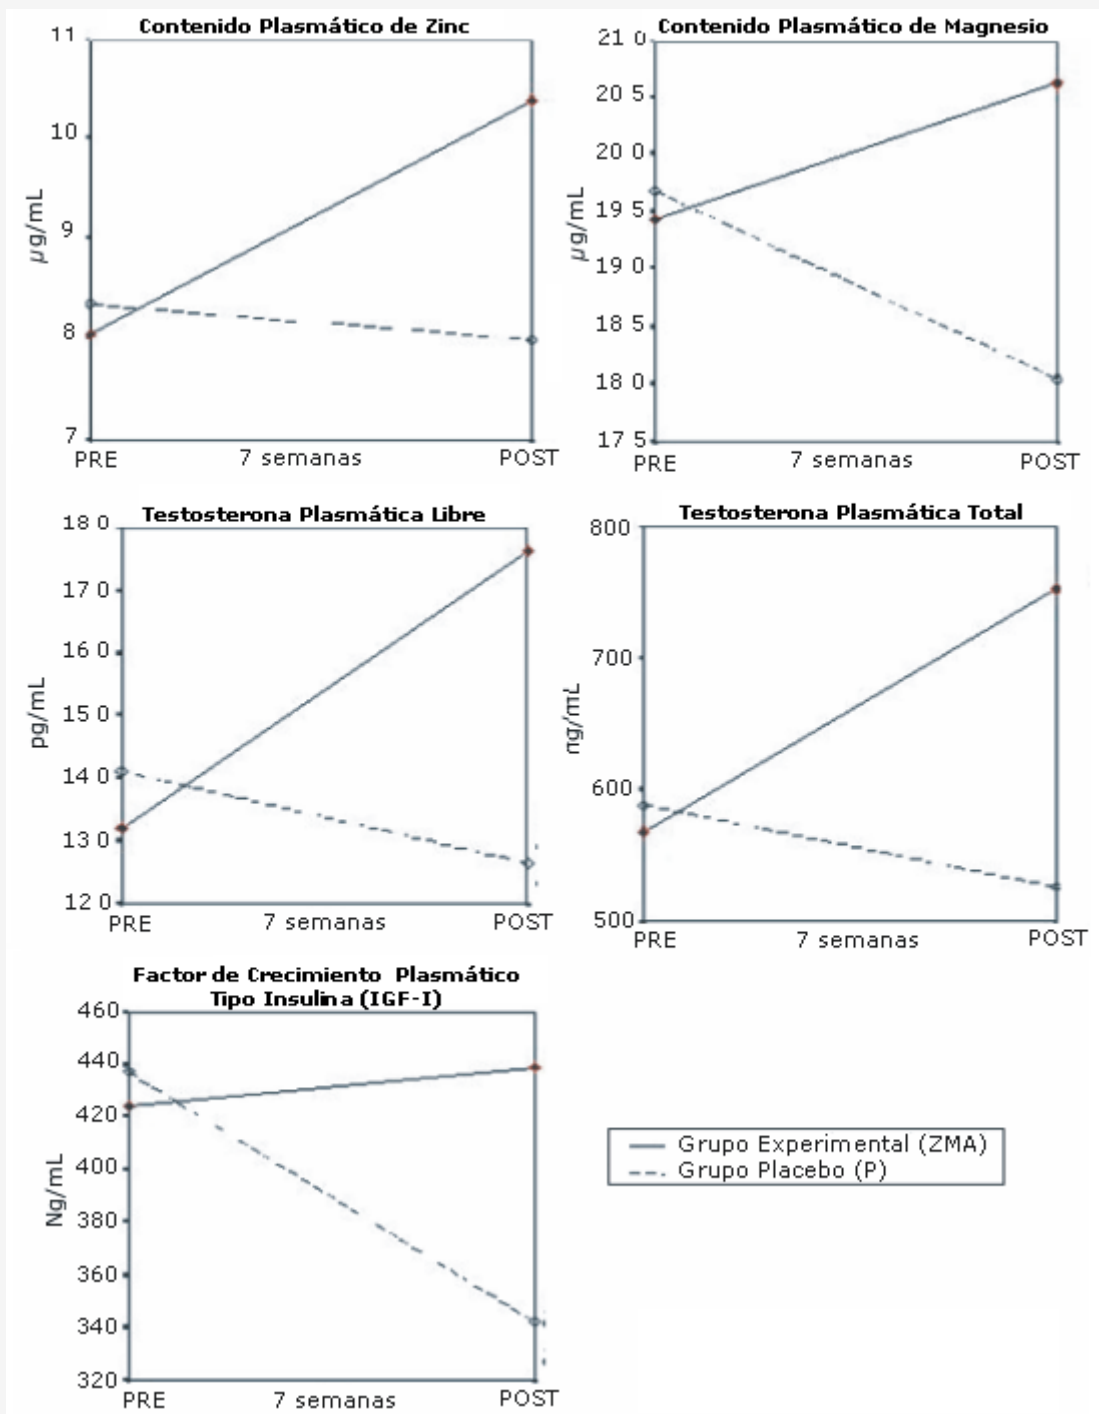 Contenido Plasmático de Zinc
11
10
9
8
7
µg/mL
PRE 7 semanas POST
Contenido Plasmático de Magnesio
21 0
20 5
20 0
19 5
19 0
18 5
18 0
17 5
µg/mL
PRE 7 semanas POST
Testosterona Plasmática Libre
18 0
17 0
16 0
15 0
14 0
13 0
12 0
pg/mL
PRE 7 semanas POST
Testosterona Plasmática Total
800
700
600
500
ng/mL
PRE 7 semanas POST
Factor de Crecimiento Plasmático
Tipo Insulina (IGF-I)
460
440
420
400
380
360
340
320
Ng/mL
PRE 7 semanas POST
Grupo Experimental (ZMA)
Grupo Placebo (P)